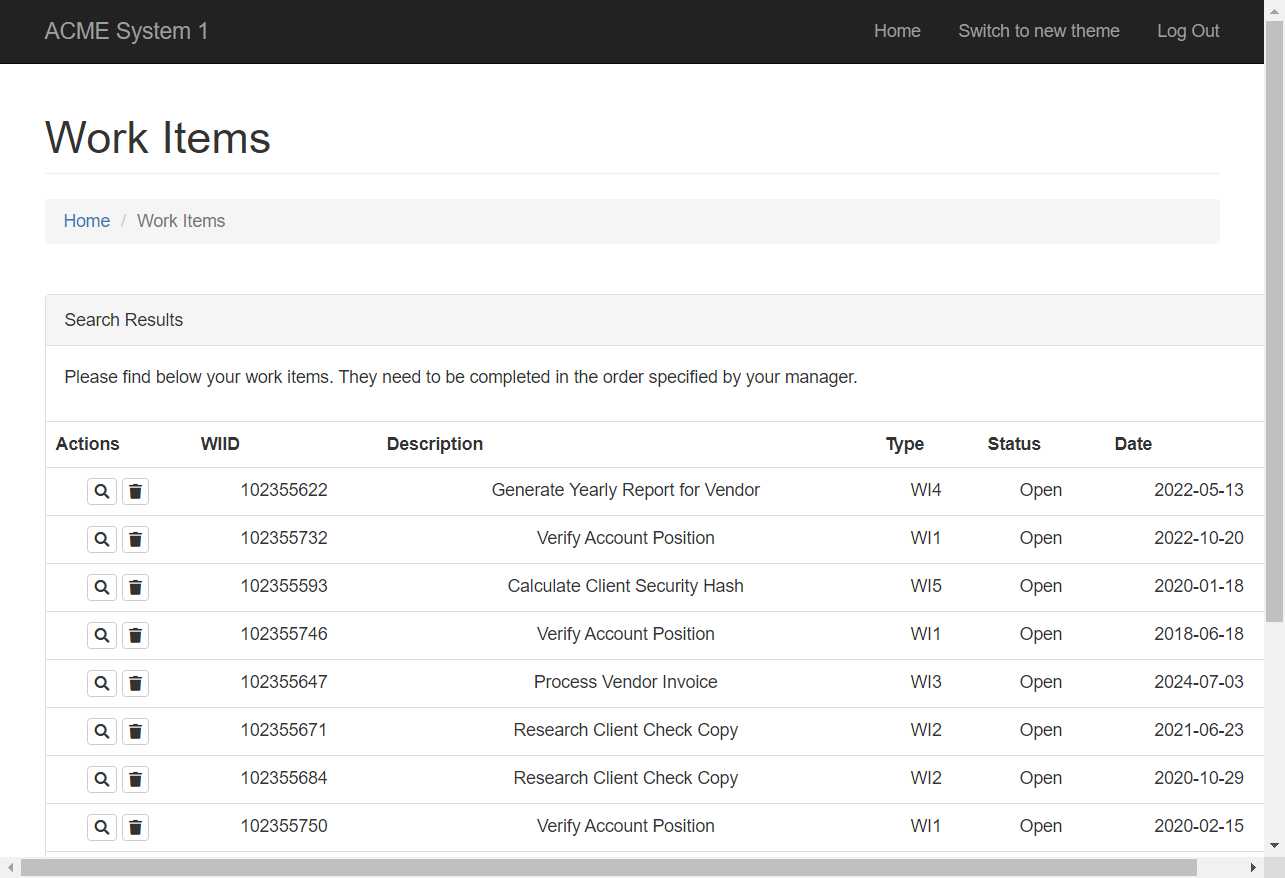 ACME System 1 Home Switch to new theme Log Out
Work Items
Home / Work Items
Search Results
Please find below your work items. They need to be completed in the order specified by your manager.
Actions WIID Description Type Status Date
102355622 Generate Yearly Report for Vendor WI4 Open 2022-05-13
102355732 Verify Account Position WI1 Open 2022-10-20
102355593 Calculate Client Security Hash WI5 Open 2020-01-18
102355746 Verify Account Position WI1 Open 2018-06-18
102355647 Process Vendor Invoice WI3 Open 2024-07-03
102355671 Research Client Check Copy WI2 Open 2021-06-23
102355684 Research Client Check Copy WI2 Open 2020-10-29
102355750 Verify Account Position WI1 Open 2020-02-15